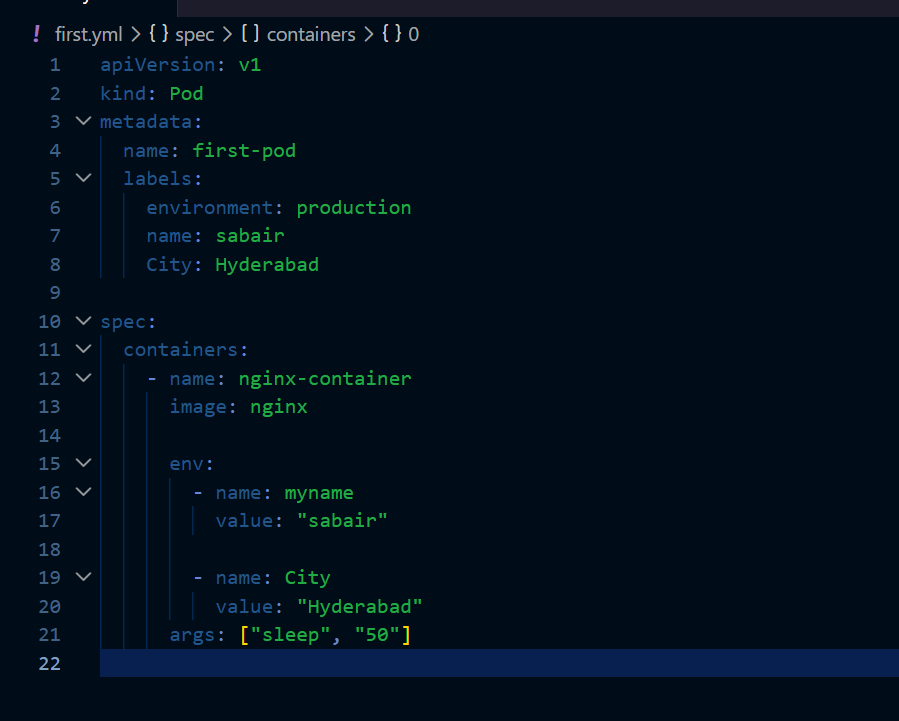 ! first.yml > {} spec > [] containers > {} 0
1 apiVersion: v1
2 kind: Pod
3 metadata:
4   name: first-pod
5   labels:
6     environment: production
7     name: sabair
8     City: Hyderabad
9
10 spec:
11   containers:
12     - name: nginx-container
13       image: nginx
14
15       env:
16         - name: myname
17           value: "sabair"
18
19         - name: City
20           value: "Hyderabad"
21       args: ["sleep", "50"]
22